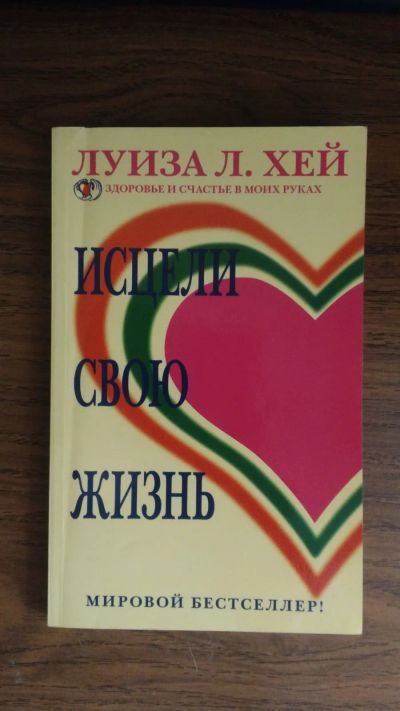 ЛУИЗА Л. ХЕЙ
ЗДОРОВЬЕ И СЧАСТЬЕ В МОИХ РУКАХ
ИСЦЕЛИ
СВОЮ
ЖИЗНЬ
МИРОВОЙ БЕСТСЕЛЛЕР!